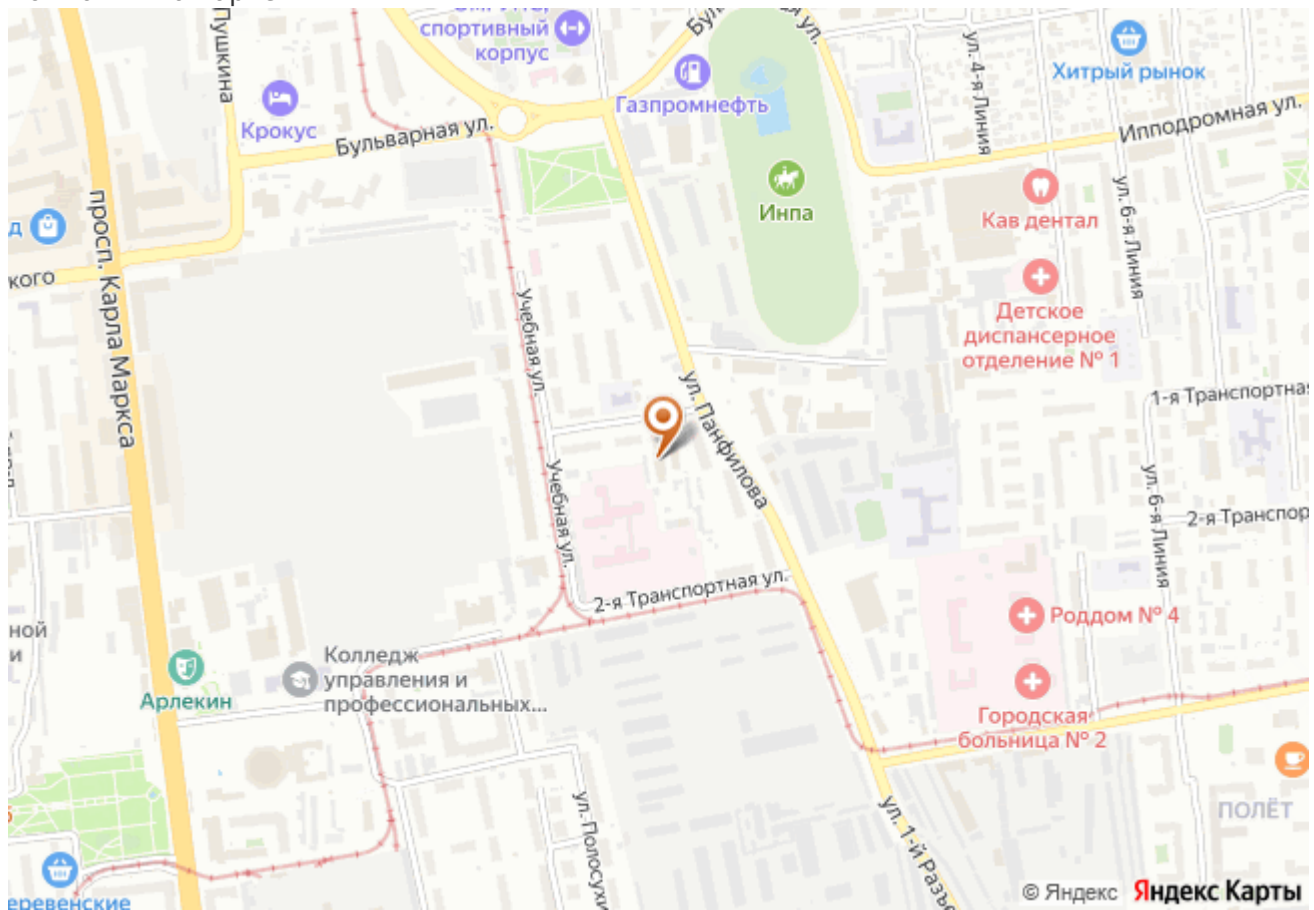 спортивный
корпус
Бульварная ул.
Пушкина
Крокус
Газпромнефть
Хитрый рынок
ул. 4-я Линия
Ипподромная ул.
Инпа
Кав дентал
ул. 6-я Линия
просп. Карла Маркса
Учебная ул.
Детское
диспансерное
отделение № 1
ул. Панфилова
1-я Транспортная
Учебная ул.
ул. 6-я Линия
2-я Транспор
2-я Транспортная ул.
Роддом № 4
ной
и
Колледж
управления и
профессиональных...
Арлекин
Городская
больница № 2
ул. Полосухи
ул. 1-й Разъе
ПОЛЁТ
еревенские
© Яндекс Яндекс Карты